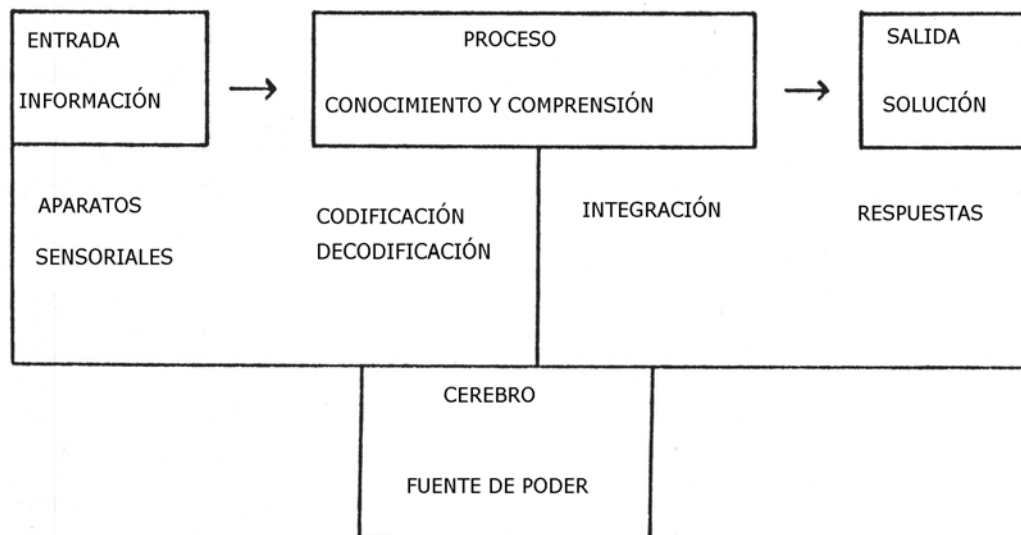 ENTRADA
INFORMACIÓN
PROCESO
CONOCIMIENTO Y COMPRENSIÓN
SALIDA
SOLUCIÓN
APARATOS
SENSORIALES
CODIFICACIÓN
DECODIFICACIÓN
INTEGRACIÓN
RESPUESTAS
CEREBRO
FUENTE DE PODER